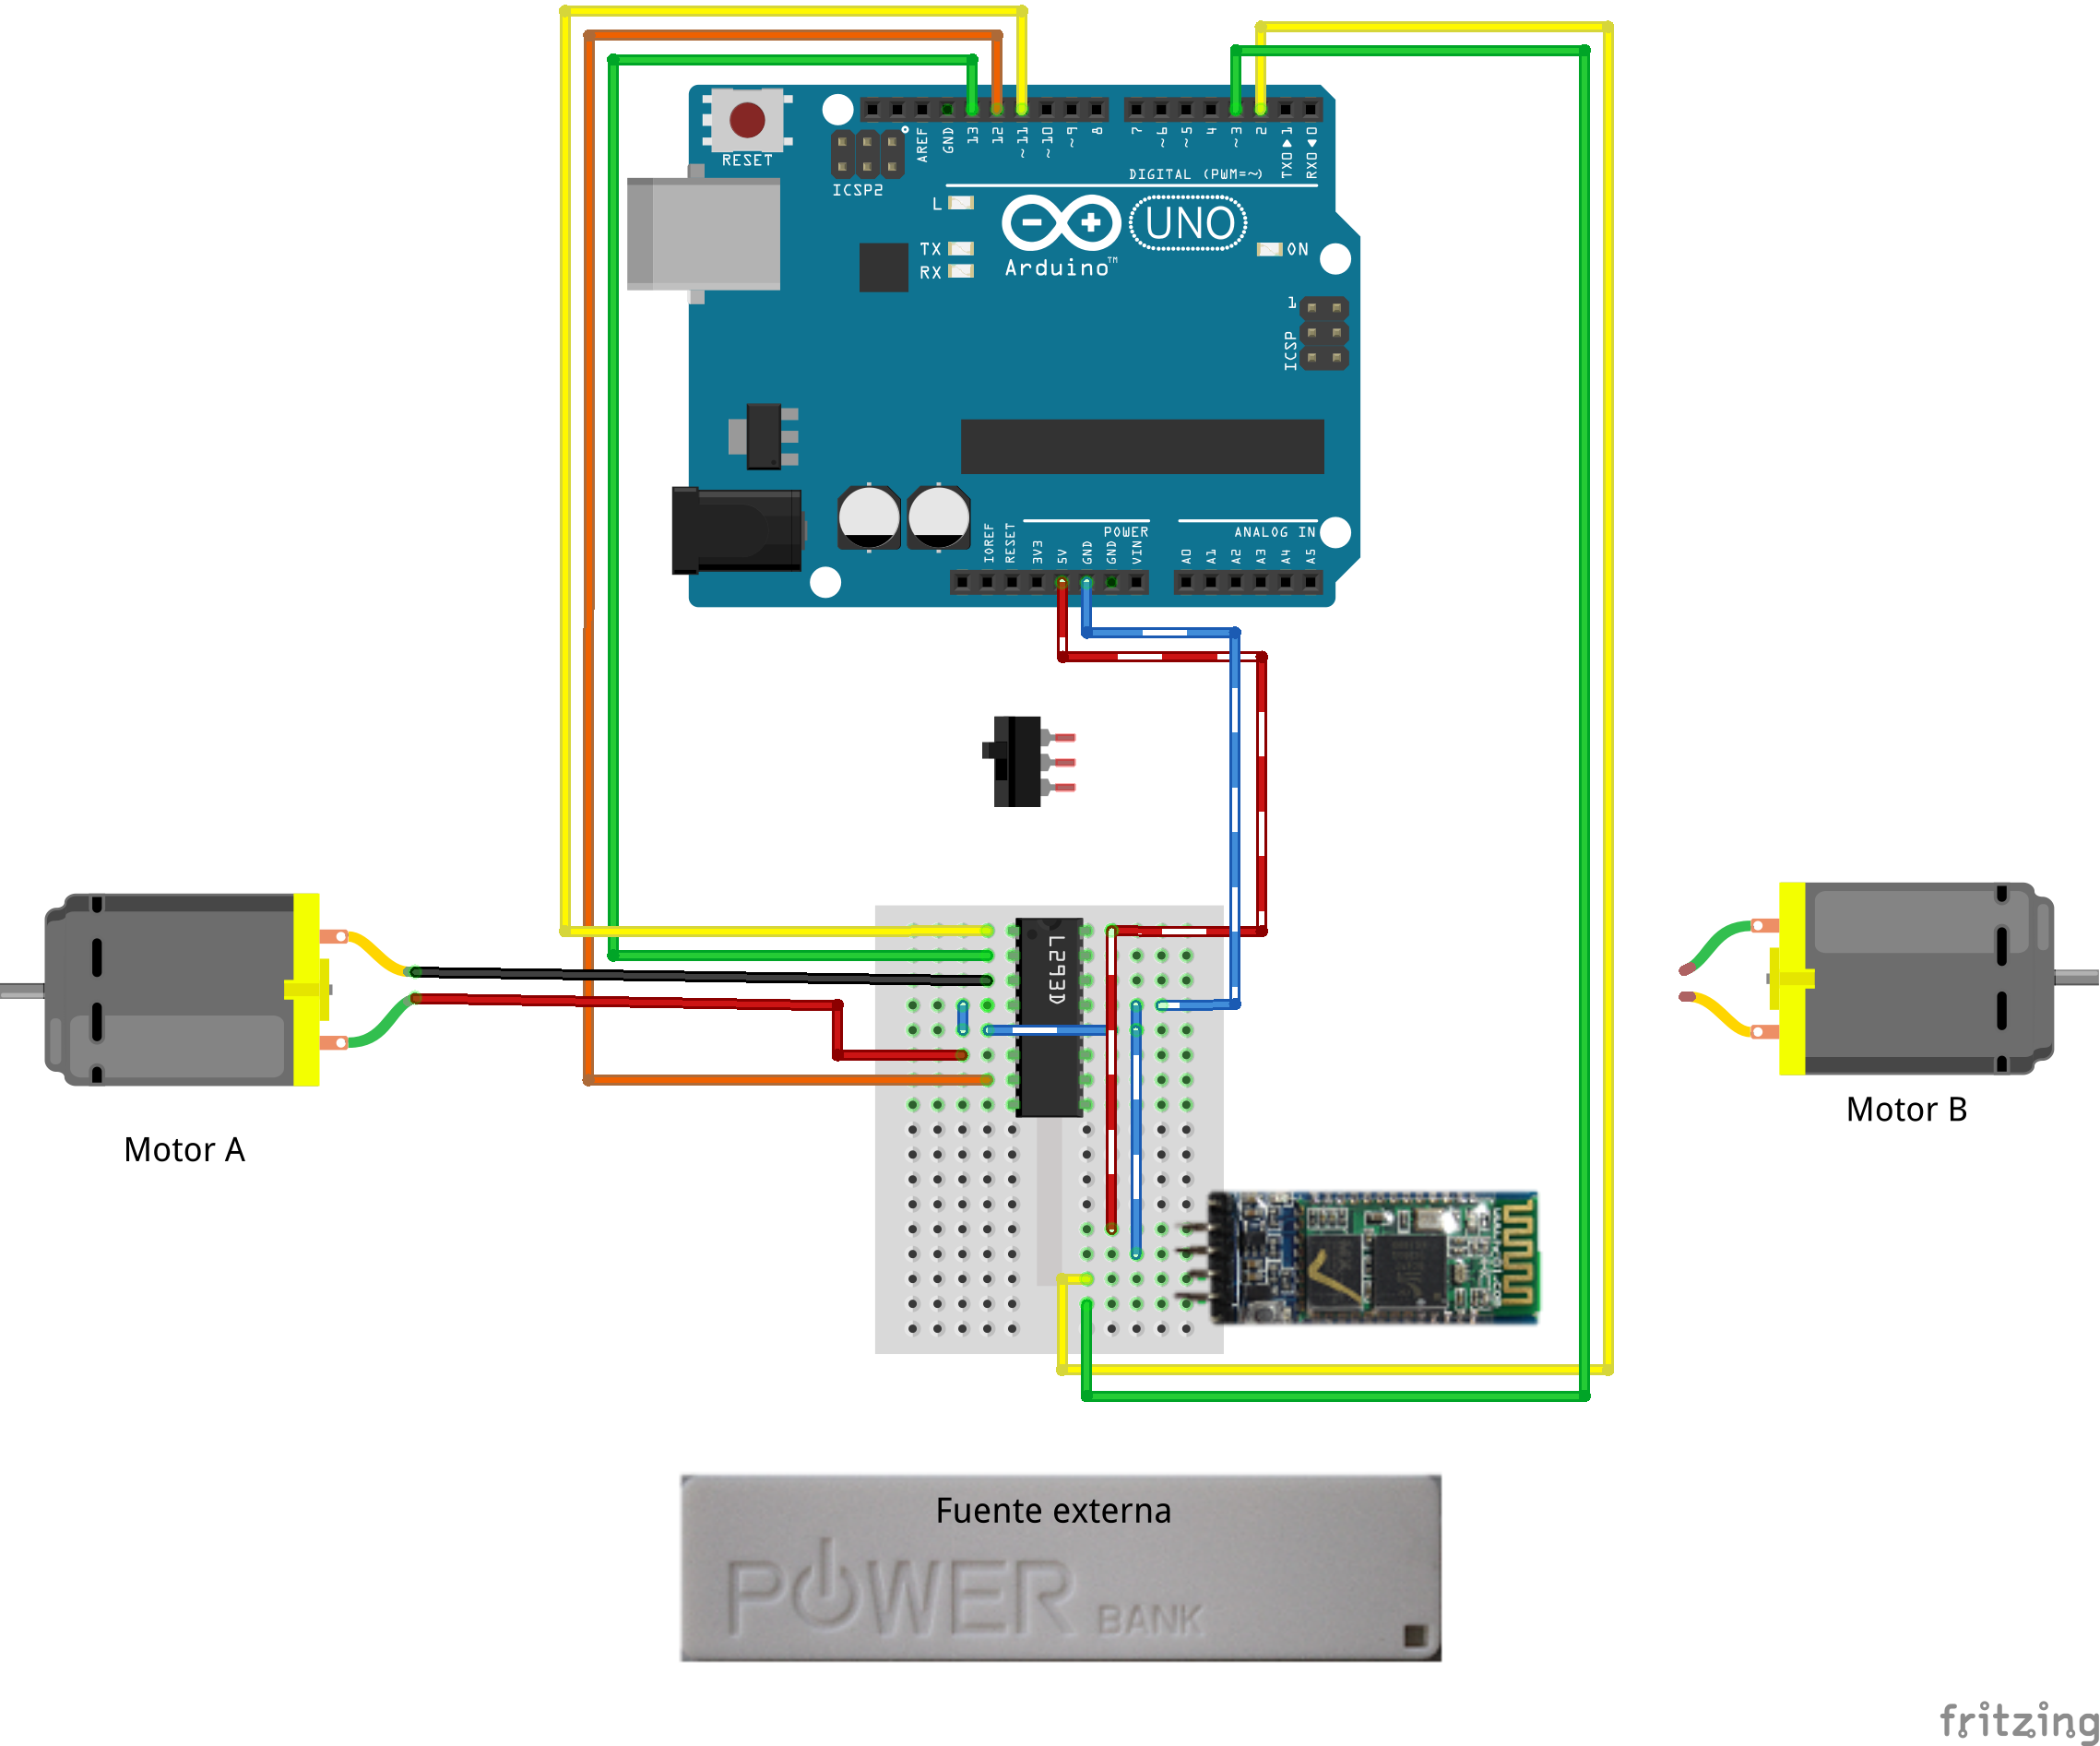 RESET
ICSP2
AREF
GND
13
12
~11
~10
~9
8
7
~6
~5
4
~3
2
TX0▶1
RX0◀0
DIGITAL (PWM=~)
L
TX
RX
UNO
Arduino™
ON
1
ICSP
IOREF
RESET
3V3
5V
GND
GND
VIN
POWER
A0
A1
A2
A3
A4
A5
ANALOG IN
L293D
Motor A
Motor B
Fuente externa
POWER BANK
fritzing